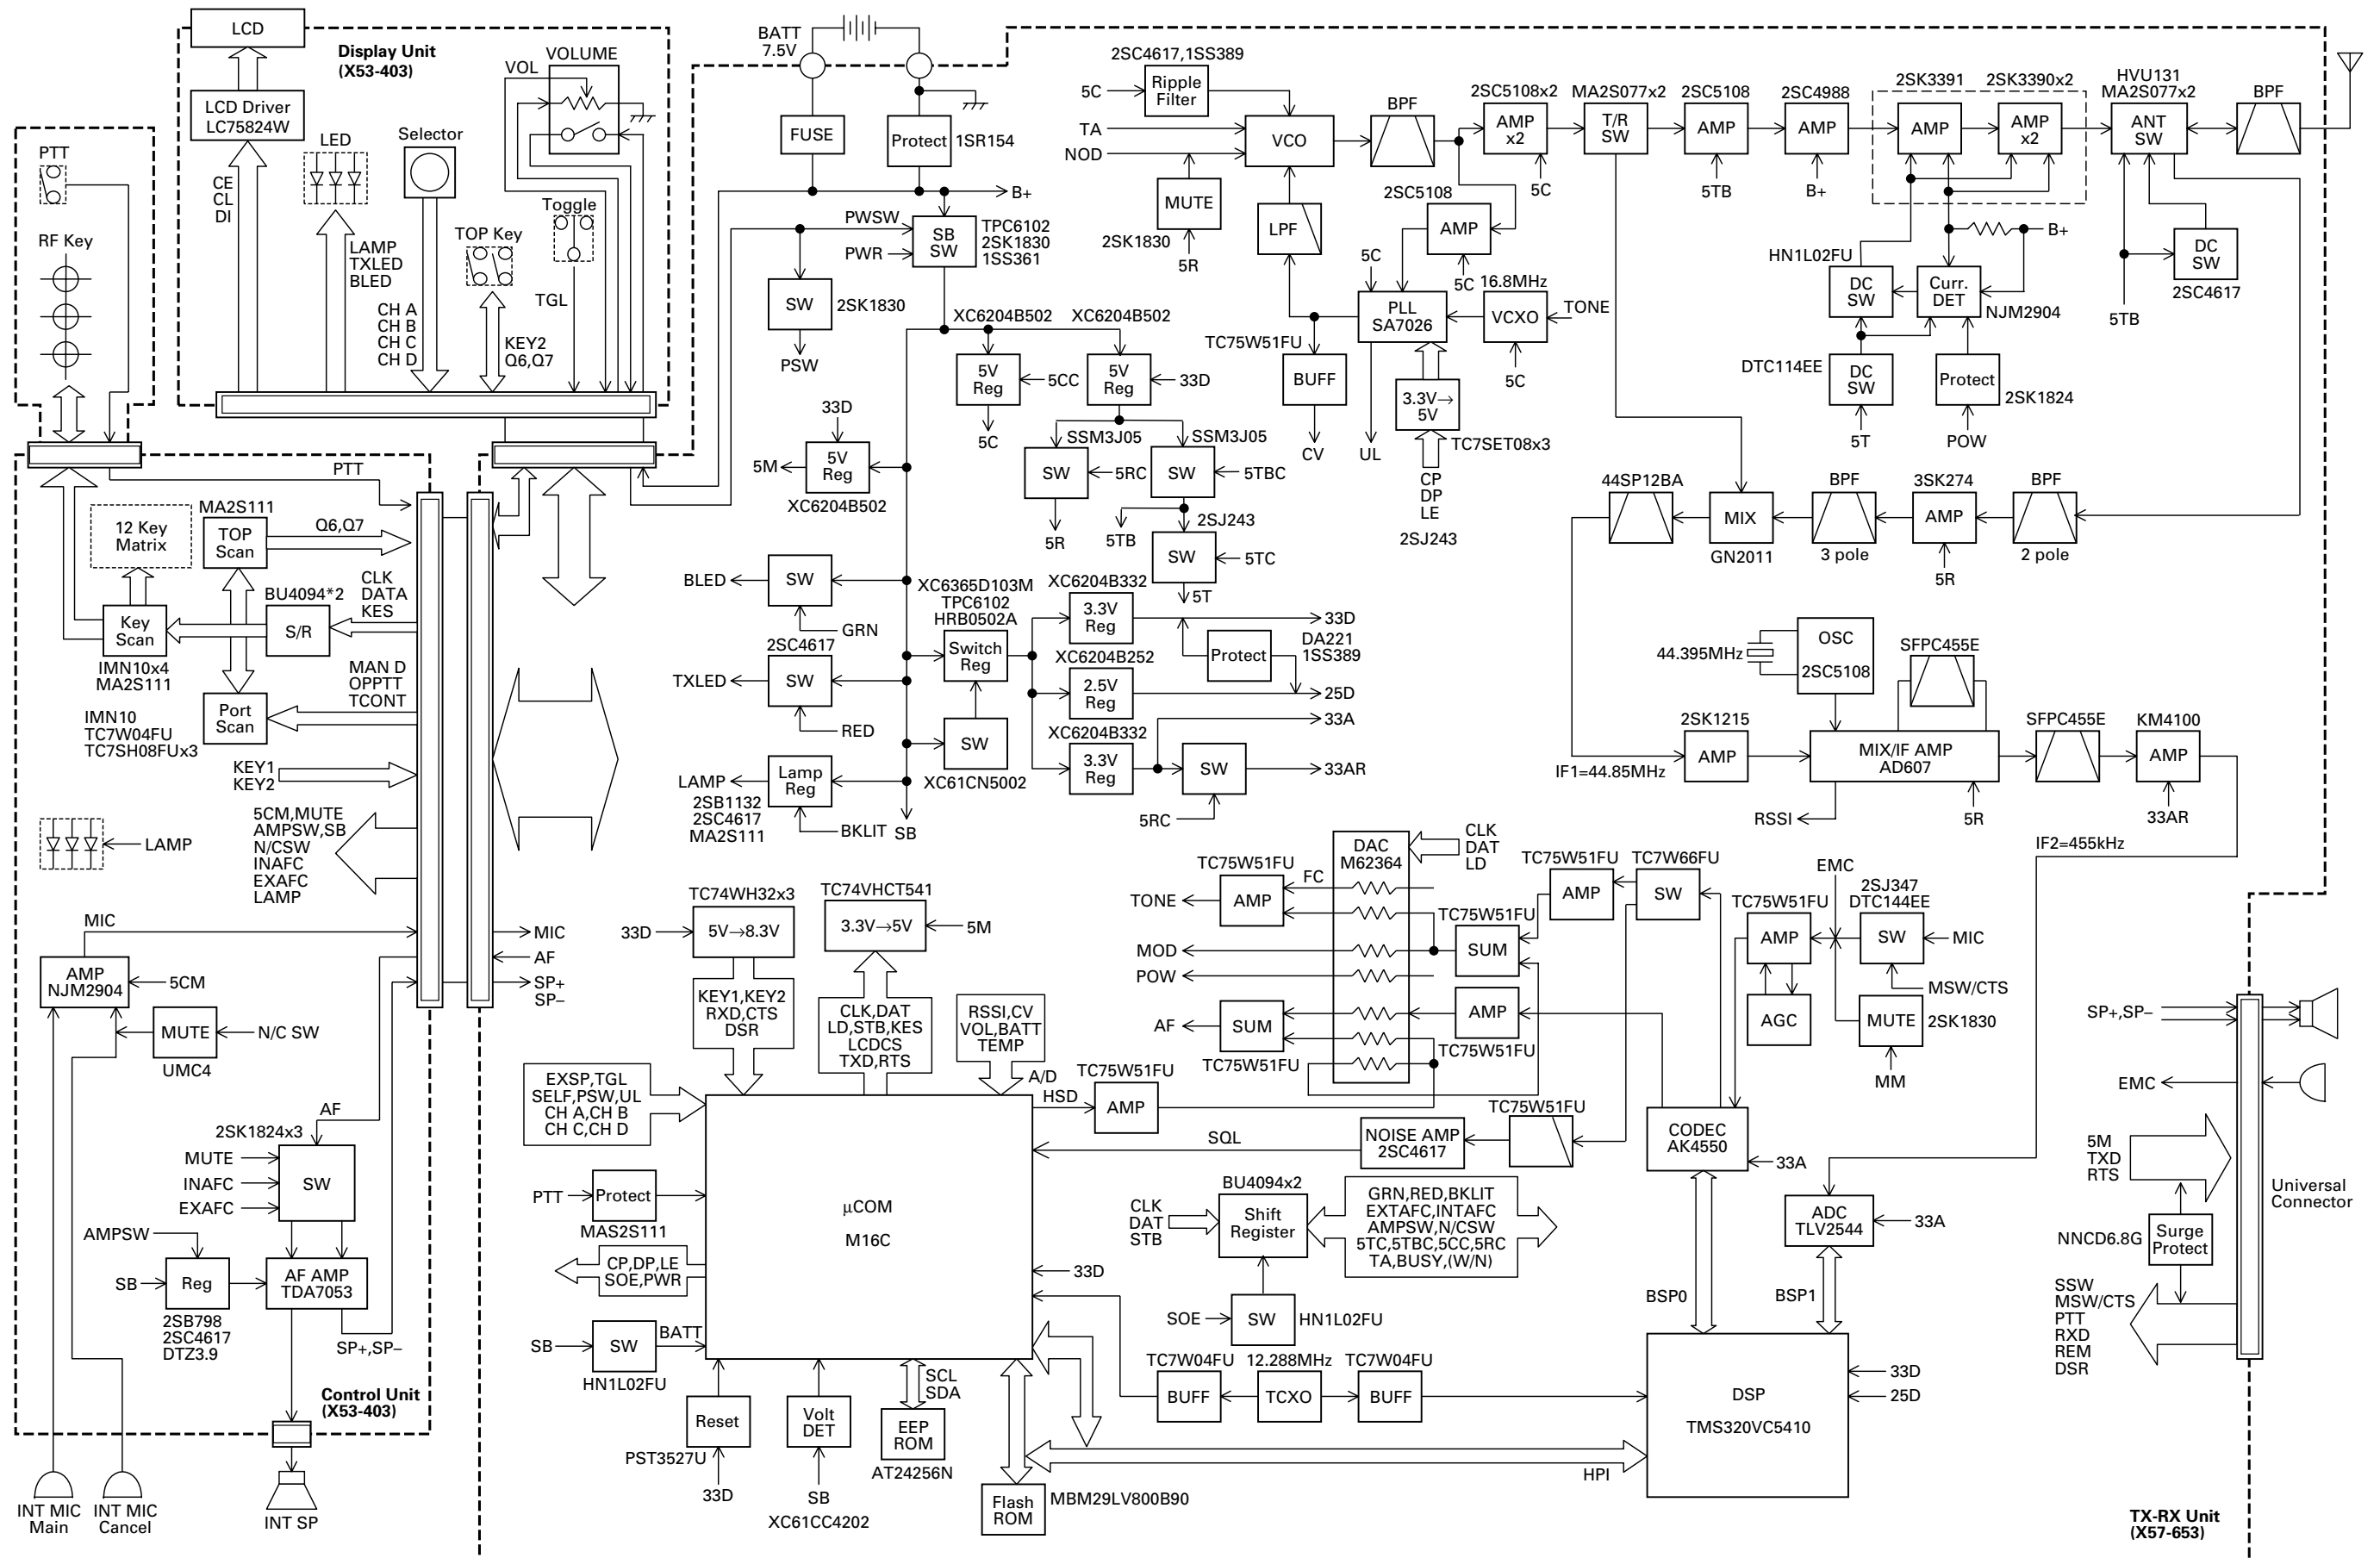 LCD
Display Unit
(X53-403)
LCD Driver
LC75824W
VOLUME
VOL
PTT
RF Key
CE
CL
DI
LED
LAMP
TXLED
BLED
Selector
CH A
CH B
CH C
CH D
TOP Key
KEY2
Q6,Q7
Toggle
TGL
BATT
7.5V
FUSE
Protect
1SR154
B+
PWSW
PWR
SB
SW
TPC6102
2SK1830
1SS361
SW
2SK1830
PSW
XC6204B502
XC6204B502
5V
Reg
5CC
5C
5V
Reg
33D
33D
5M
5V
Reg
XC6204B502
SSM3J05
SW
5RC
5R
SSM3J05
SW
5TBC
5TB
2SJ243
SW
5TC
5T
2SC4617,1SS389
5C
Ripple
Filter
TA
NOD
VCO
MUTE
2SK1830
5R
LPF
BPF
2SC5108
AMP
5C
5C
PLL
SA7026
16.8MHz
VCXO
TONE
5C
TC75W51FU
BUFF
CV
UL
3.3V→
5V
TC7SET08x3
CP
DP
LE
2SJ243
2SC5108x2
AMP
x2
5C
MA2S077x2
T/R
SW
2SC5108
AMP
5TB
2SC4988
AMP
B+
2SK3391
AMP
2SK3390x2
AMP
x2
HVU131
MA2S077x2
ANT
SW
BPF
B+
HN1L02FU
DC
SW
Curr.
DET
NJM2904
DC
SW
2SC4617
5TB
DTC114EE
DC
SW
5T
Protect
2SK1824
POW
44SP12BA
MIX
GN2011
BPF
3 pole
3SK274
AMP
5R
BPF
2 pole
44.395MHz
OSC
2SC5108
SFPC455E
2SK1215
AMP
IF1=44.85MHz
MIX/IF AMP
AD607
RSSI
5R
SFPC455E
KM4100
AMP
33AR
IF2=455kHz
PTT
12 Key
Matrix
MA2S111
TOP
Scan
Q6,Q7
CLK
DATA
KES
BU4094*2
S/R
Key
Scan
IMN10x4
MA2S111
MAN D
OPPTT
TCONT
Port
Scan
IMN10
TC7W04FU
TC7SH08FUx3
KEY1
KEY2
5CM,MUTE
AMPSW,SB
N/CSW
INAFC
EXAFC
LAMP
LAMP
MIC
AMP
NJM2904
5CM
MUTE
UMC4
N/C SW
AF
2SK1824x3
MUTE
INAFC
EXAFC
SW
AMPSW
SB
Reg
2SB798
2SC4617
DTZ3.9
AF AMP
TDA7053
SP+,SP–
Control Unit
(X53-403)
INT MIC
Main
INT MIC
Cancel
INT SP
MIC
AF
SP+
SP–
BLED
SW
GRN
2SC4617
TXLED
SW
RED
LAMP
Lamp
Reg
2SB1132
2SC4617
MA2S111
BKLIT
SB
XC6365D103M
TPC6102
HRB0502A
Switch
Reg
SW
XC61CN5002
XC6204B332
3.3V
Reg
33D
Protect
DA221
1SS389
XC6204B252
2.5V
Reg
25D
33A
XC6204B332
3.3V
Reg
SW
33AR
5RC
TC74WH32x3
33D
5V→8.3V
KEY1,KEY2
RXD,CTS
DSR
TC74VHCT541
3.3V→5V
5M
CLK,DAT
LD,STB,KES
LCDCS
TXD,RTS
RSSI,CV
VOL,BATT
TEMP
A/D
HSD
EXSP,TGL
SELF,PSW,UL
CH A,CH B
CH C,CH D
PTT
Protect
MAS2S111
CP,DP,LE
SOE,PWR
SB
SW
BATT
HN1L02FU
μCOM
M16C
33D
Reset
PST3527U
33D
Volt
DET
SB
XC61CC4202
SCL
SDA
EEP
ROM
AT24256N
Flash
ROM
MBM29LV800B90
HPI
DAC
M62364
CLK
DAT
LD
TC75W51FU
FC
TONE
AMP
MOD
POW
TC75W51FU
SUM
TC75W51FU
AMP
TC7W66FU
SW
AF
SUM
TC75W51FU
AMP
TC75W51FU
TC75W51FU
AMP
SQL
NOISE AMP
2SC4617
TC75W51FU
EMC
TC75W51FU
AMP
AGC
2SJ347
DTC144EE
SW
MIC
MSW/CTS
MUTE
2SK1830
MM
CODEC
AK4550
33A
BU4094x2
CLK
DAT
STB
Shift
Register
GRN,RED,BKLIT
EXTAFC,INTAFC
AMPSW,N/CSW
5TC,5TBC,5CC,5RC
TA,BUSY,(W/N)
SOE
SW
HN1L02FU
TC7W04FU
BUFF
12.288MHz
TCXO
TC7W04FU
BUFF
ADC
TLV2544
33A
BSP0
BSP1
DSP
TMS320VC5410
33D
25D
SP+,SP–
EMC
5M
TXD
RTS
NNCD6.8G
Surge
Protect
SSW
MSW/CTS
PTT
RXD
REM
DSR
Universal
Connector
TX-RX Unit
(X57-653)